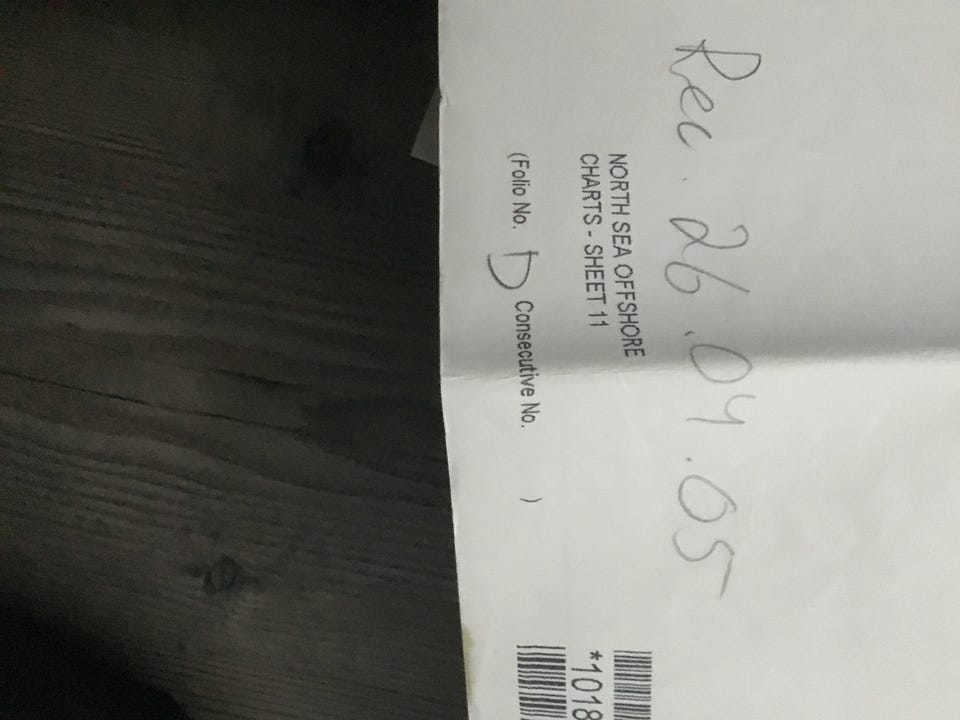 Rec. 26.04.05
NORTH SEA OFFSHORE
CHARTS - SHEET 11
(Folio No. D Consecutive No. )
*1018